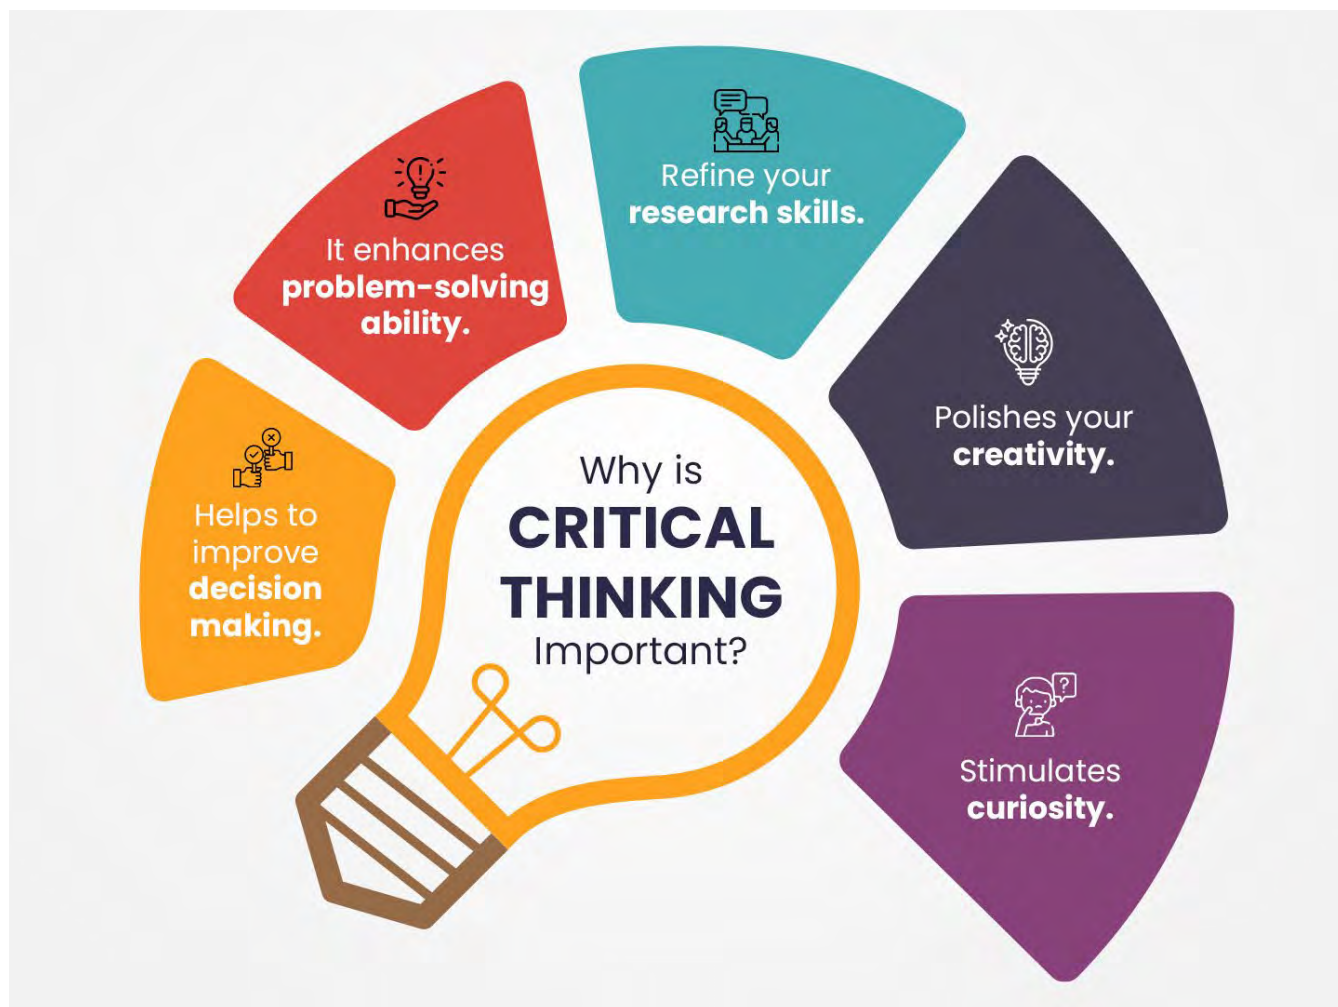 Why is
CRITICAL
THINKING
Important?
Helps to
improve
decision
making.
It enhances
problem-solving
ability.
Refine your
research skills.
Polishes your
creativity.
Stimulates
curiosity.